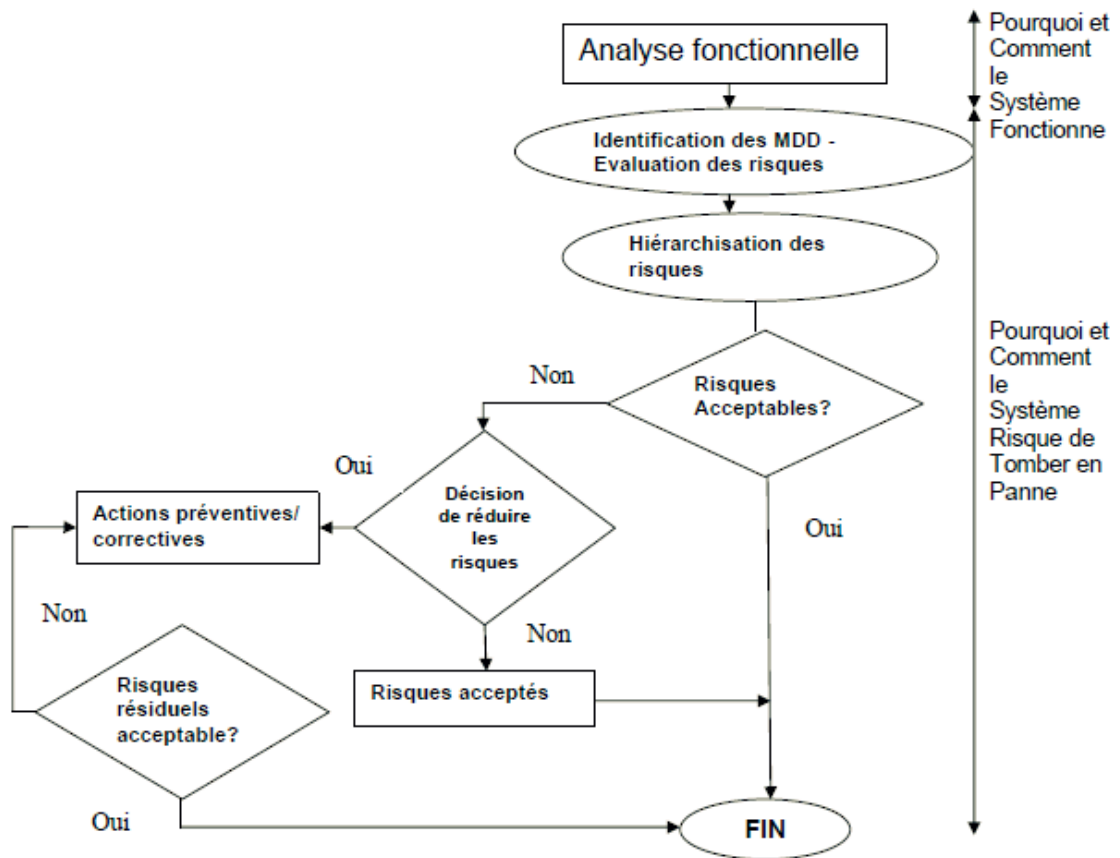 Analyse fonctionnelle
Pourquoi et
Comment
le
Système
Fonctionne
Identification des MDD -
Evaluation des risques
Hiérarchisation des
risques
Risques
Acceptables?
Non
Oui
Pourquoi et
Comment
le
Système
Risque de
Tomber en
Panne
Décision
de réduire
les
risques
Oui
Non
Actions préventives/
correctives
Non
Risques acceptés
Risques
résiduels
acceptable?
Oui
FIN